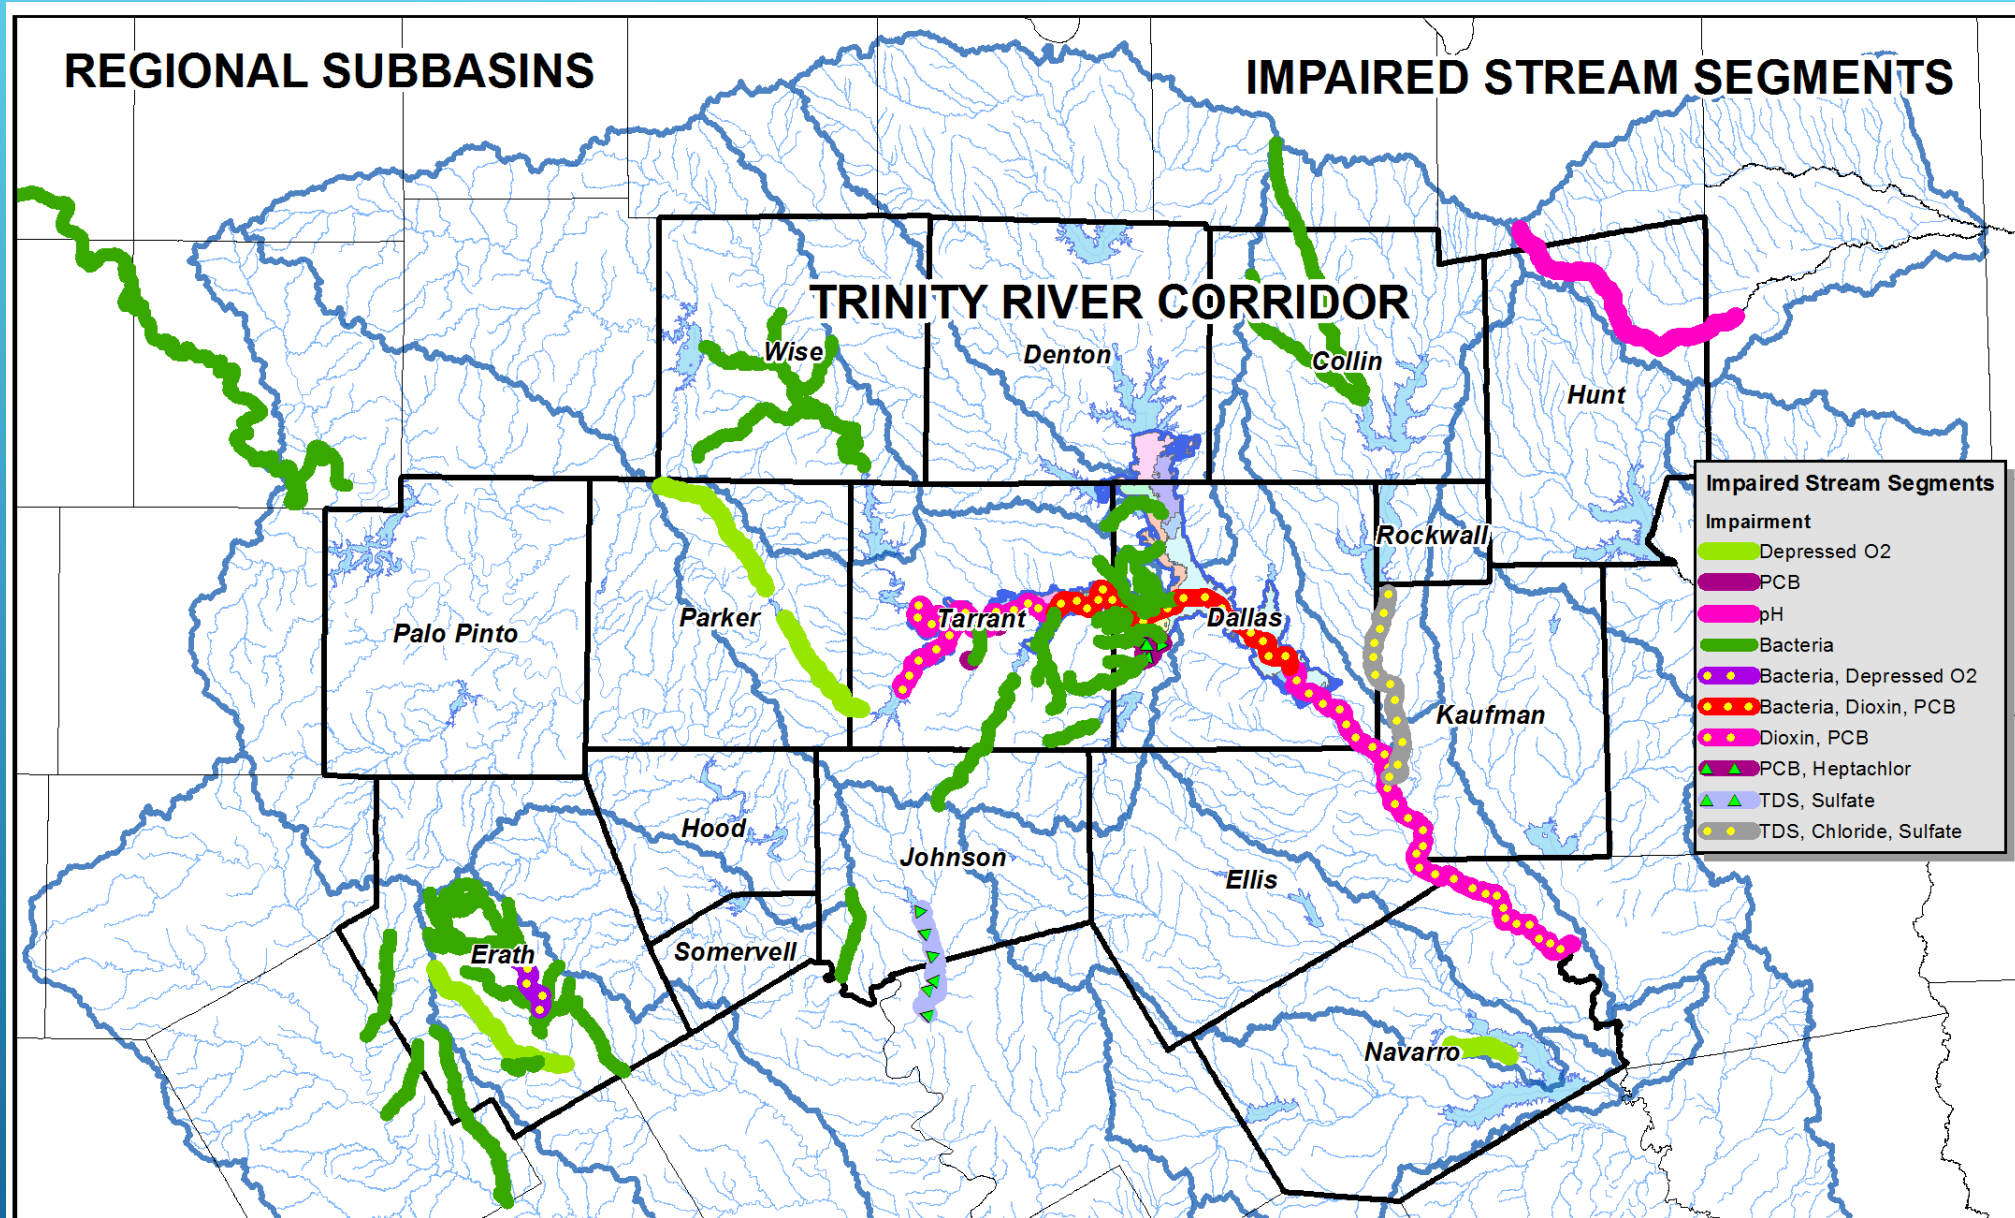 REGIONAL SUBBASINS
IMPAIRED STREAM SEGMENTS
TRINITY RIVER CORRIDOR
Wise
Denton
Collin
Hunt
Palo Pinto
Parker
Tarrant
Dallas
Rockwall
Kaufman
Hood
Johnson
Ellis
Erath
Somervell
Navarro
Impaired Stream Segments
Impairment
Depressed O2
PCB
pH
Bacteria
Bacteria, Depressed O2
Bacteria, Dioxin, PCB
Dioxin, PCB
PCB, Heptachlor
TDS, Sulfate
TDS, Chloride, Sulfate